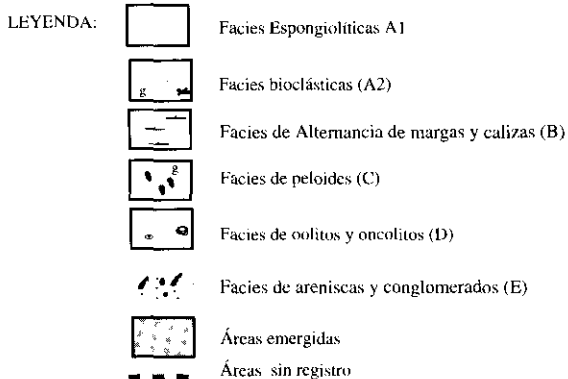 LEYENDA:
Facies Espongiolíticas A1
g
Facies bioclásticas (A2)
Facies de Alternancia de margas y calizas (B)
g
Facies de peloides (C)
Facies de oolitos y oncolitos (D)
Facies de areniscas y conglomerados (E)
Áreas emergidas
Áreas sin registro